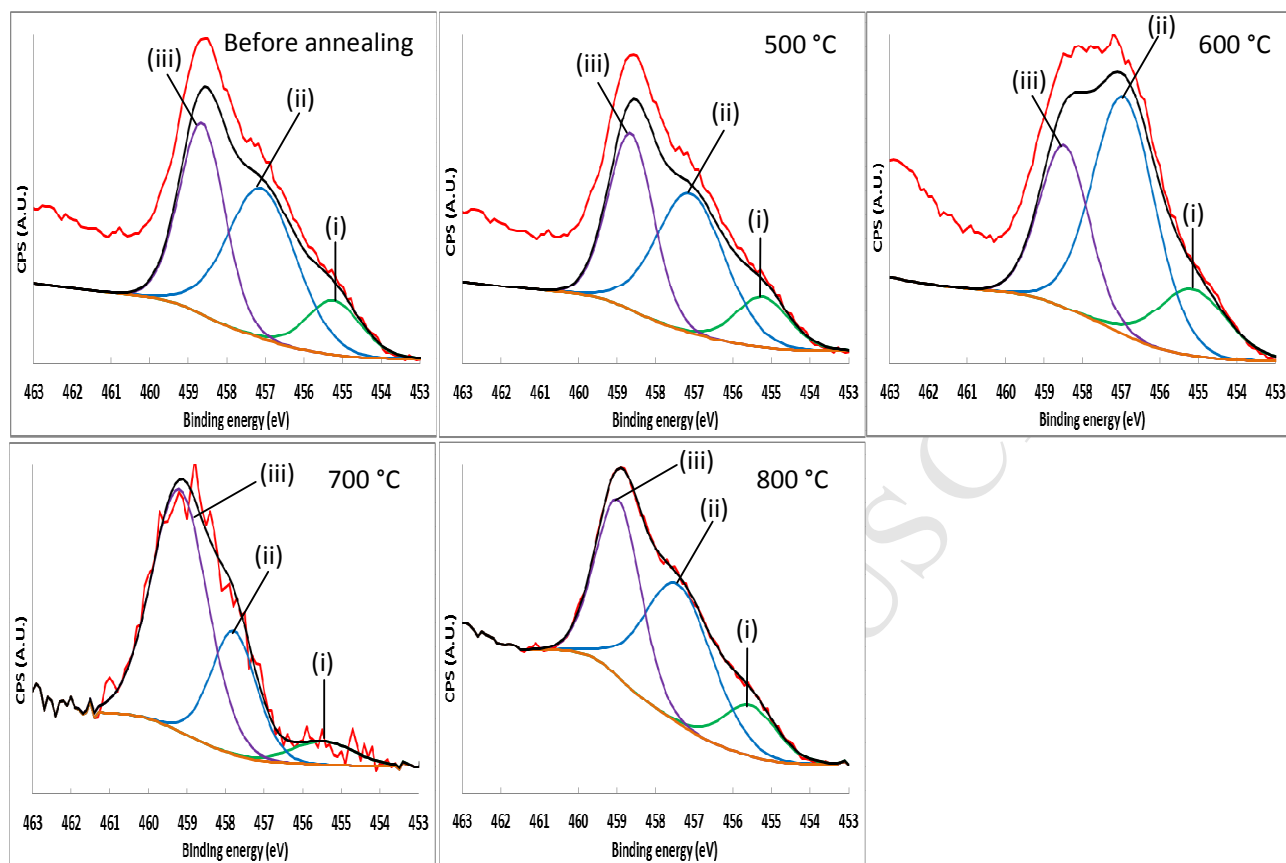 Before annealing
(iii)
(ii)
(i)
CPS (A.U.)
463 462 461 460 459 458 457 456 455 454 453
Binding energy (eV)
500 °C
(iii)
(ii)
(i)
CPS (A.U.)
463 462 461 460 459 458 457 456 455 454 453
Binding energy (eV)
600 °C
(ii)
(iii)
(i)
CPS (A.U.)
463 462 461 460 459 458 457 456 455 454 453
Binding energy (eV)
700 °C
(iii)
(ii)
(i)
CPS (A.U.)
463 462 461 460 459 458 457 456 455 454 453
Binding energy (eV)
800 °C
(iii)
(ii)
(i)
CPS (A.U.)
463 462 461 460 459 458 457 456 455 454 453
Binding energy (eV)
USC